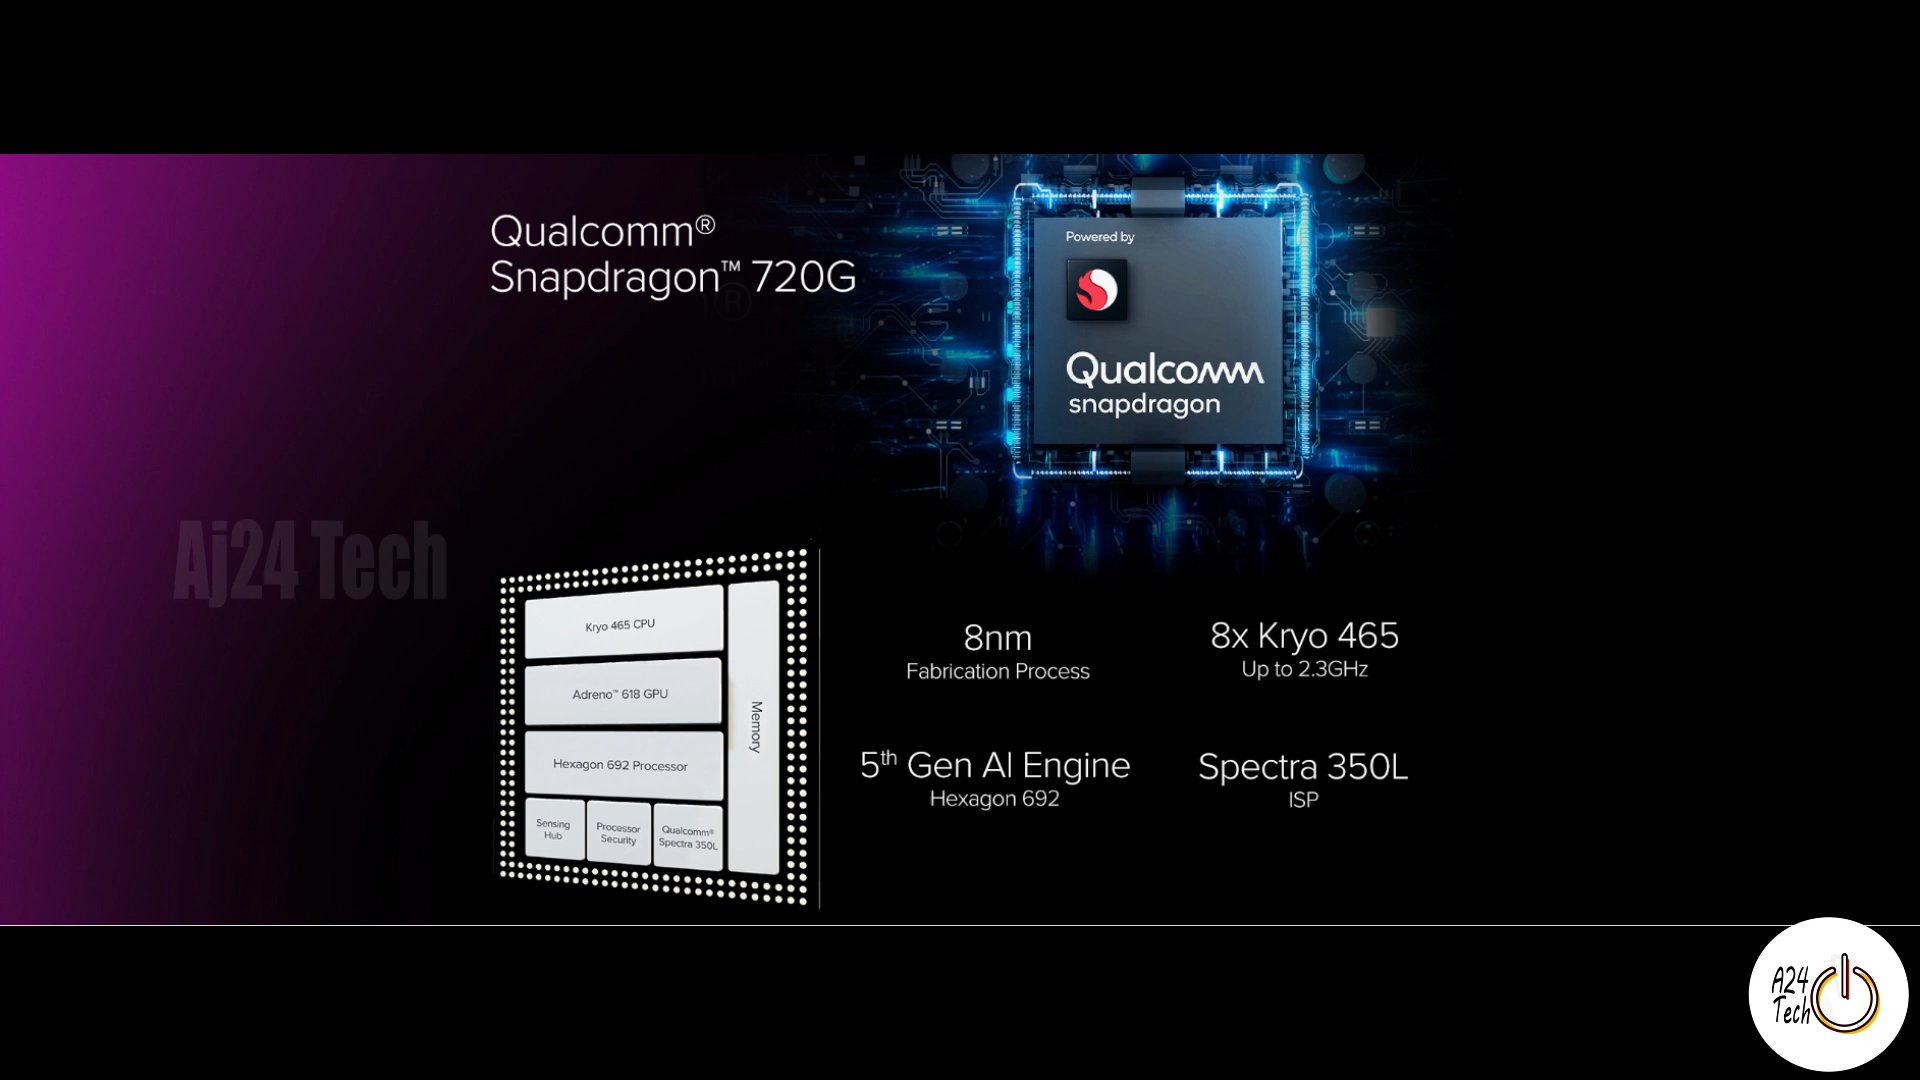 Qualcomm®
Snapdragon™ 720G
Powered by
Qualcomm
snapdragon
Aj24 Tech
Kryo 465 CPU
Adreno™ 618 GPU
Hexagon 692 Processor
Sensing
Hub
Processor
Security
Qualcomm®
Spectra 350L
Memory
8nm
Fabrication Process
8x Kryo 465
Up to 2.3GHz
5th Gen AI Engine
Hexagon 692
Spectra 350L
ISP
A24
Tech